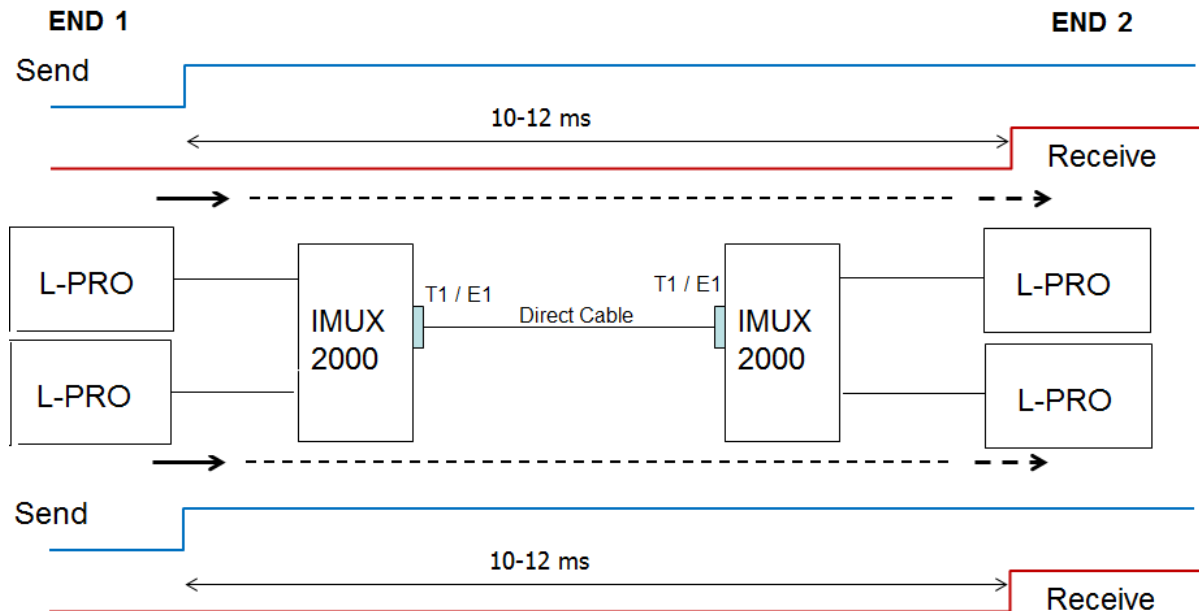 END 1
END 2
Send
10-12 ms
Receive
L-PRO
L-PRO
IMUX
2000
T1 / E1
Direct Cable
T1 / E1
IMUX
2000
L-PRO
L-PRO
Send
10-12 ms
Receive